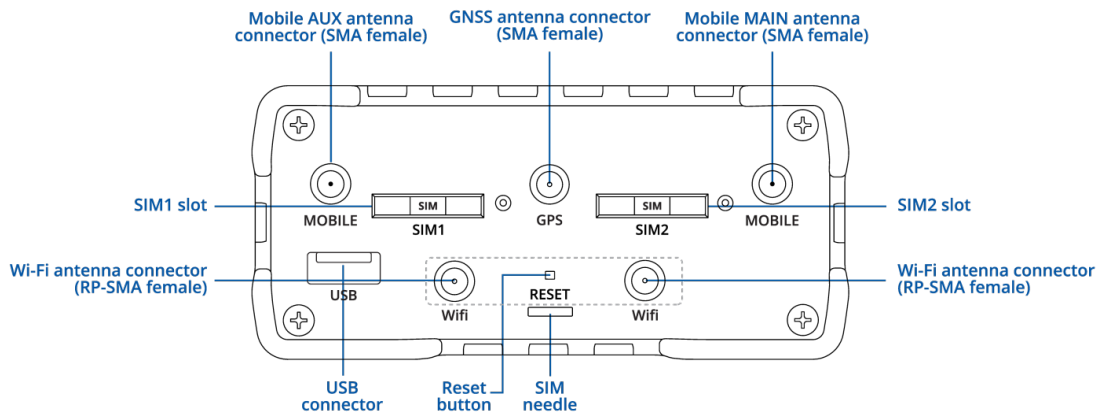 Mobile AUX antenna
connector (SMA female)
GNSS antenna connector
(SMA female)
Mobile MAIN antenna
connector (SMA female)
SIM1 slot
SIM
SIM
SIM2 slot
MOBILE
SIM1
GPS
SIM2
MOBILE
Wi-Fi antenna connector
(RP-SMA female)
USB
Wifi
RESET
Wifi
Wi-Fi antenna connector
(RP-SMA female)
USB
connector
Reset
button
SIM
needle